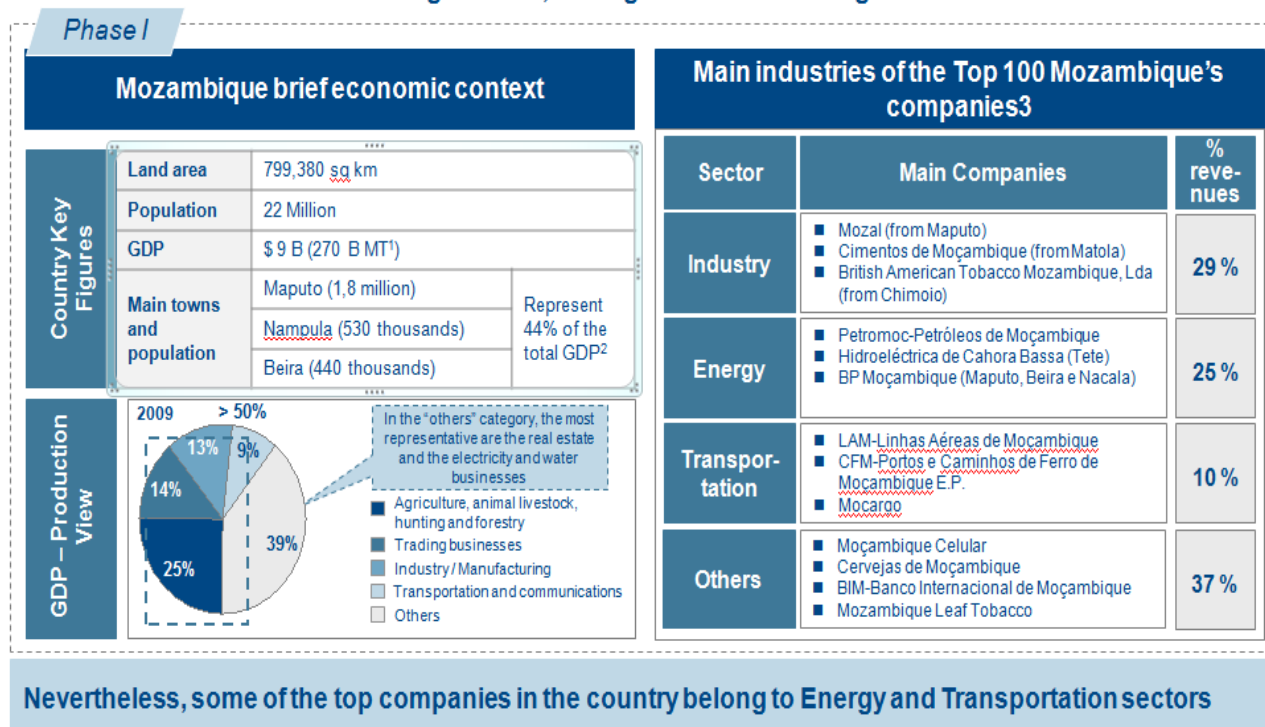 Phase I
Mozambique brief economic context
Country Key
Figures
Land area
799,380 sq km
Population
22 Million
GDP
$ 9 B (270 B MT¹)
Main towns
and
population
Maputo (1,8 million)
Nampula (530 thousands)
Beira (440 thousands)
Represent
44% of the
total GDP²
GDP – Production
View
2009
> 50%
13%
9%
14%
25%
39%
In the “others” category, the most
representative are the real estate
and the electricity and water
businesses
Agriculture, animal livestock,
hunting and forestry
Trading businesses
Industry / Manufacturing
Transportation and communications
Others
Main industries of the Top 100 Mozambique’s
companies3
Sector
Main Companies
%
reve-
nues
Industry
Mozal (from Maputo)
Cimentos de Moçambique (from Matola)
British American Tobacco Mozambique, Lda
(from Chimoio)
29 %
Energy
Petromoc-Petróleos de Moçambique
Hidroeléctrica de Cahora Bassa (Tete)
BP Moçambique (Maputo, Beira e Nacala)
25 %
Transpor-
tation
LAM-Linhas Aéreas de Moçambique
CFM-Portos e Caminhos de Ferro de
Moçambique E.P.
Mocargo
10 %
Others
Moçambique Celular
Cervejas de Moçambique
BIM-Banco Internacional de Moçambique
Mozambique Leaf Tobacco
37 %
Nevertheless, some of the top companies in the country belong to Energy and Transportation sectors